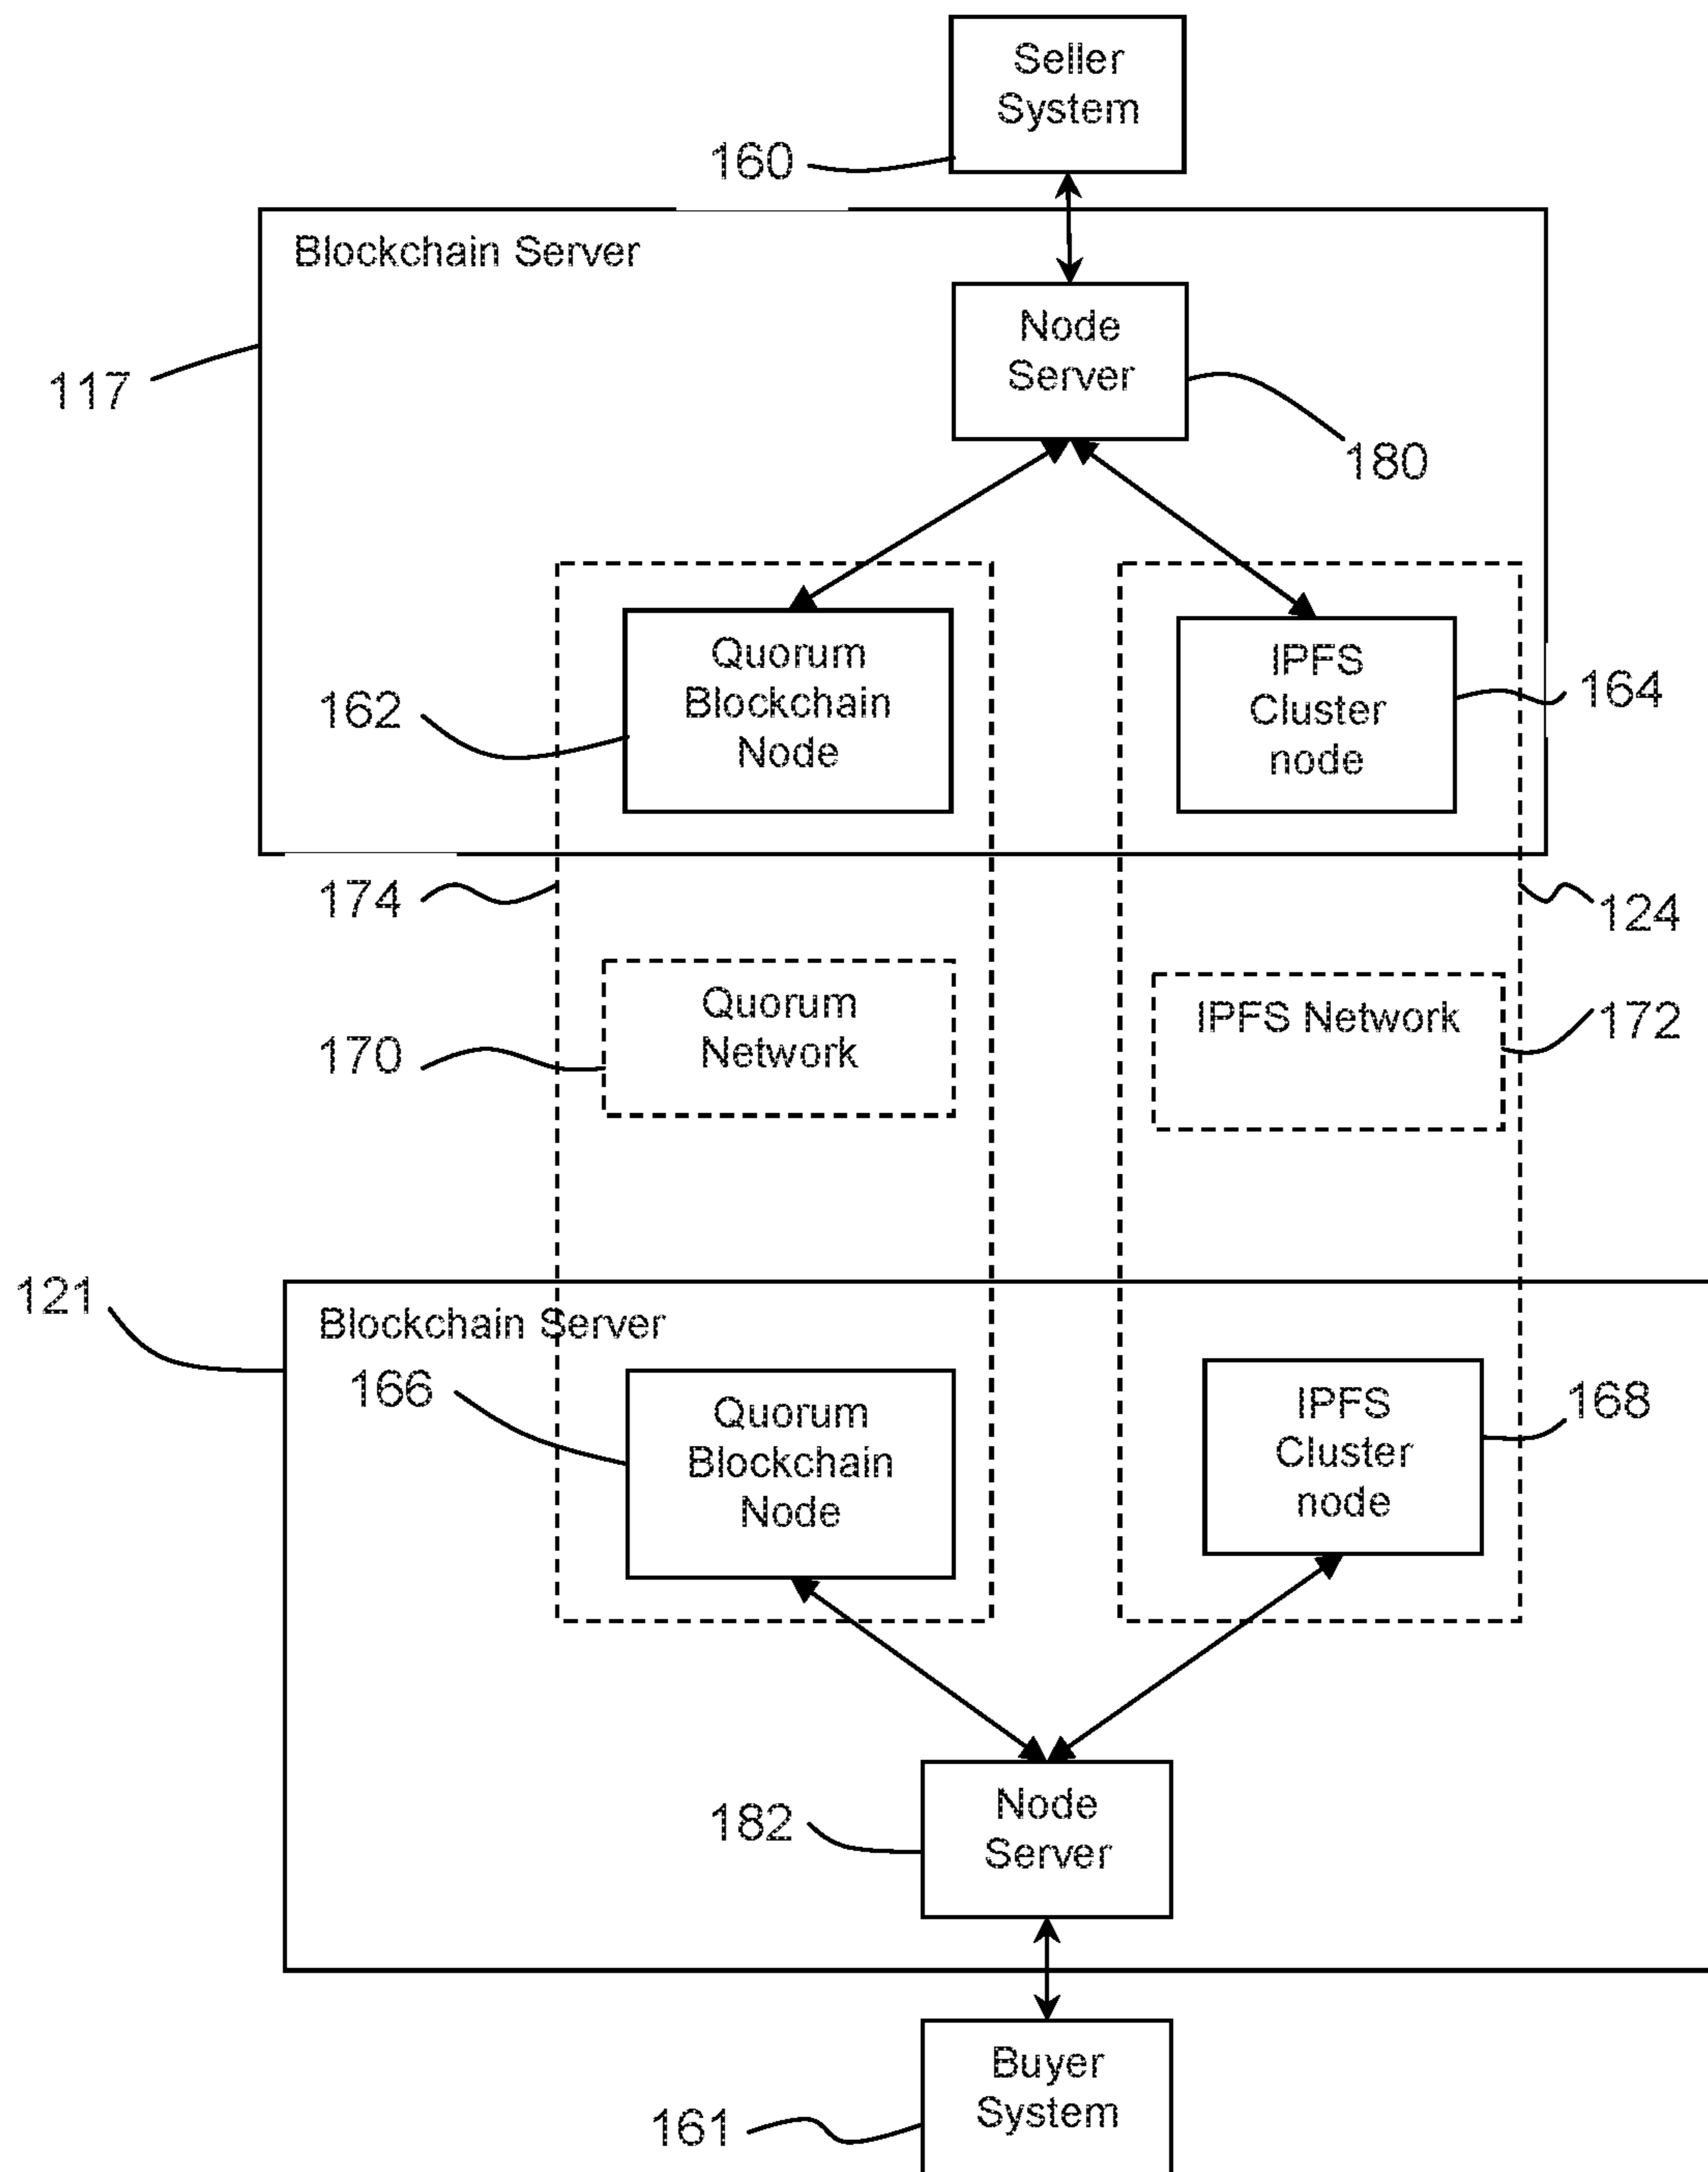 Seller
System
160
Blockchain Server
Node
Server
117
180
Quorum
Blockchain
Node
IPFS
Cluster
node
162
164
174
124
Quorum
Network
IPFS Network
170
172
121
Blockchain Server
166
Quorum
Blockchain
Node
IPFS
Cluster
node
168
182
Node
Server
Buyer
System
161